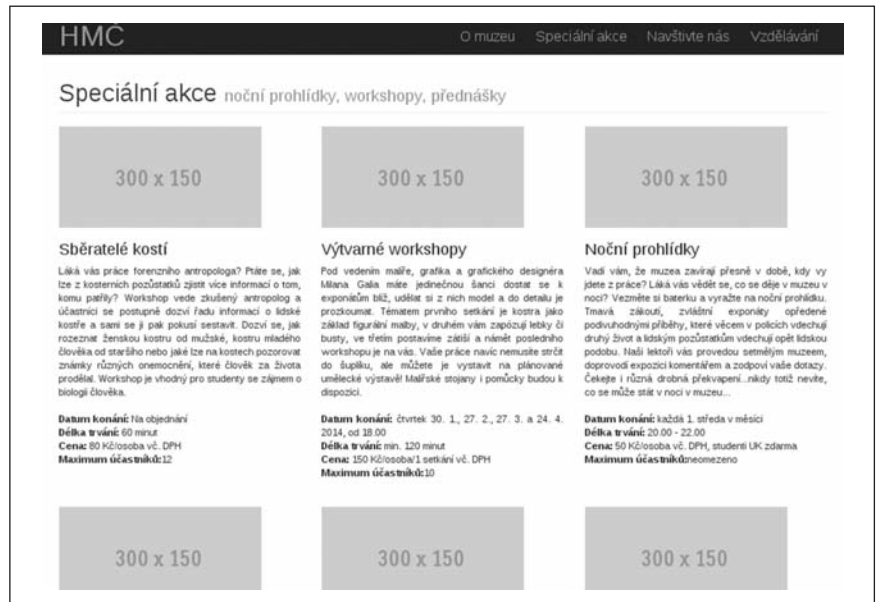 HMČ
O muzeu Speciální akce Navštivte nás Vzdělávání
Speciální akce noční prohlídky, workshopy, přednášky
300 x 150
300 x 150
300 x 150
Sběratelé kostí
Láká vás práce forenzního antropologa? Ptáte se, jak
lze z kosterních pozůstatků zjistit více informací o tom,
komu patřily? Workshop vede zkušený antropolog a
účastníci se postupně dozví řadu informací o lidské
kostře a sami se ji pak pokusí sestavit. Dozví se, jak
rozeznat ženskou kostru od mužské, kostru mladého
člověka od staršího nebo jaké lze na kostech pozorovat
známky různých onemocnění, které člověk za života
prodělal. Workshop je vhodný pro studenty se zájmem o
biologii člověka.
Datum konání: Na objednání
Délka trvání: 60 minut
Cena: 80 Kč/osoba vč. DPH
Maximum účastníků:12
Výtvarné workshopy
Pod vedením malíře, grafika a grafického designéra
Milana Gala máte jedinečnou šanci dostat se k
exponátům blíž, udělat si z nich model a do detailu je
prozkoumat. Tématem prvního setkání je kostra jako
základ figurální malby, v druhém vám zapózují lebky či
busty, ve třetím postavíme zátiší a námět posledního
workshopu je na vás. Vaše práce navíc nemusíte strčit
do šuplíku, ale můžete je vystavit na plánované
umělecké výstavě! Malířské stojany i pomůcky budou k
dispozici.
Datum konání: čtvrtek 30. 1., 27. 2., 27. 3. a 24. 4.
2014, od 18.00
Délka trvání: min. 120 minut
Cena: 150 Kč/osoba/1 setkání vč. DPH
Maximum účastníků:10
Noční prohlídky
Vadí vám, že muzea zavírají přesně v době, kdy vy
jdete z práce? Láká vás vědět se, co se děje v muzeu v
noci? Vezměte si baterku a vyražte na noční prohlídku.
Tmavá zákoutí, zvláštní exponáty opředené
podivuhodnými příběhy, které věcem v policích vdechují
druhý život a lidským pozůstatkům vdechují opět lidskou
podobu. Naši lektoři vás provedou setmělým muzeem,
doprovodí expozici komentářem a zodpoví vaše dotazy.
Čekejte i různá drobná překvapení...nikdy totiž nevíte,
co se může stát v noci v muzeu...
Datum konání: každá 1. středa v měsíci
Délka trvání: 20.00 - 22.00
Cena: 50 Kč/osoba vč. DPH, studenti UK zdarma
Maximum účastníků:neomezeno
300 x 150
300 x 150
300 x 150